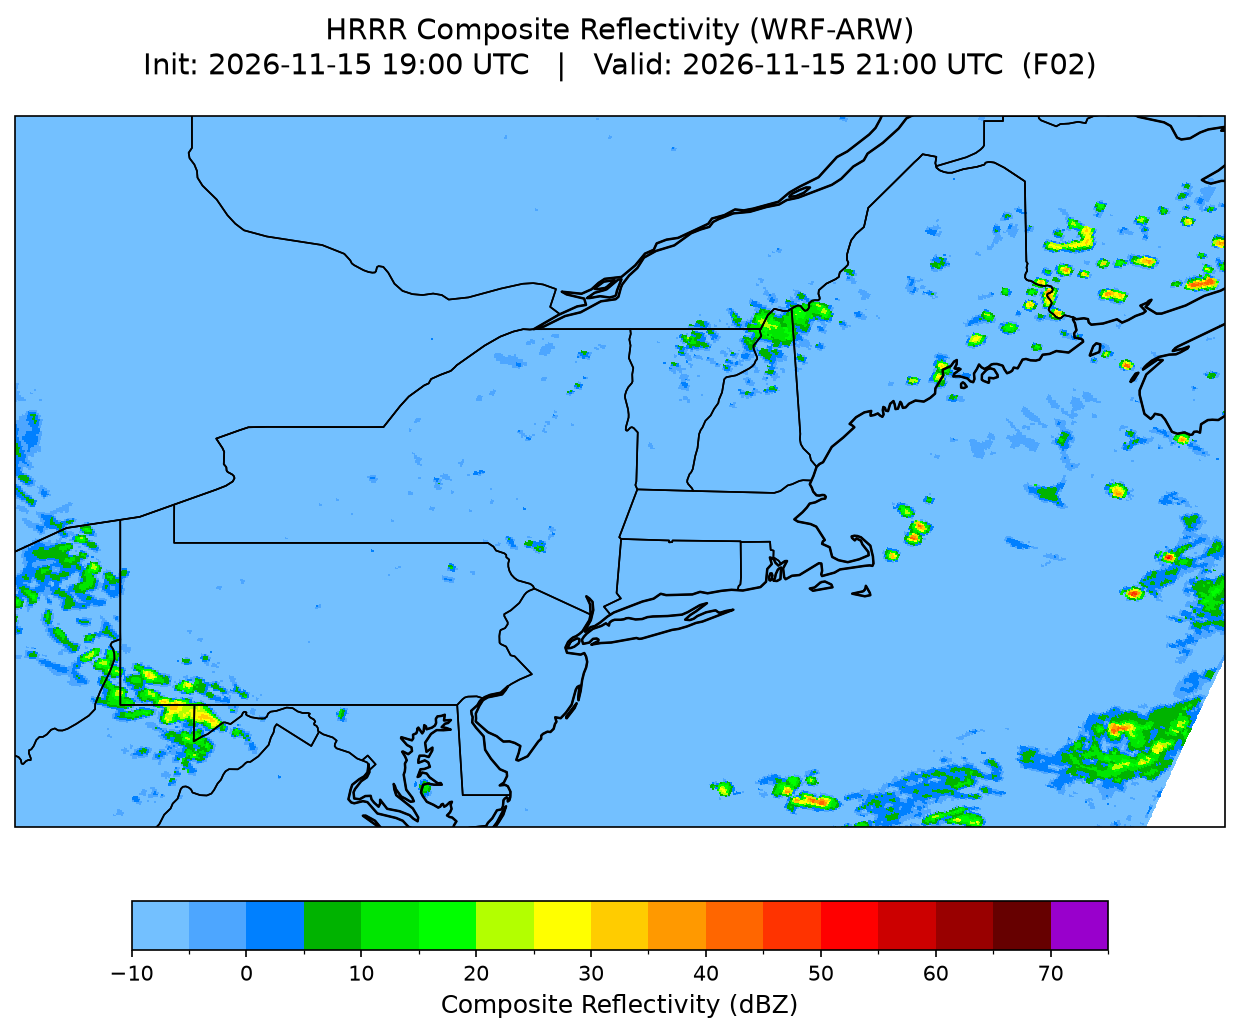 HRRR Composite Reflectivity (WRF-ARW)
Init: 2026-11-15 19:00 UTC   |   Valid: 2026-11-15 21:00 UTC  (F02)
−10 0 10 20 30 40 50 60 70
Composite Reflectivity (dBZ)